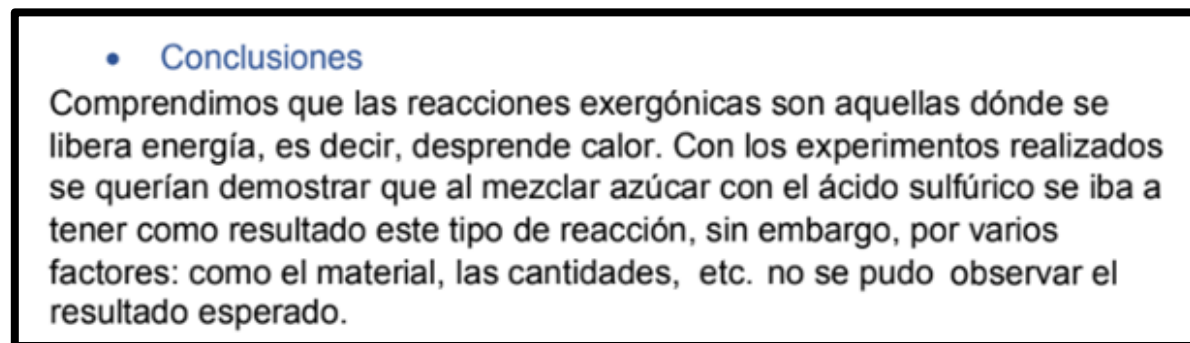 • Conclusiones
Comprendimos que las reacciones exergónicas son aquellas dónde se
libera energía, es decir, desprende calor. Con los experimentos realizados
se querían demostrar que al mezclar azúcar con el ácido sulfúrico se iba a
tener como resultado este tipo de reacción, sin embargo, por varios
factores: como el material, las cantidades, etc. no se pudo observar el
resultado esperado.